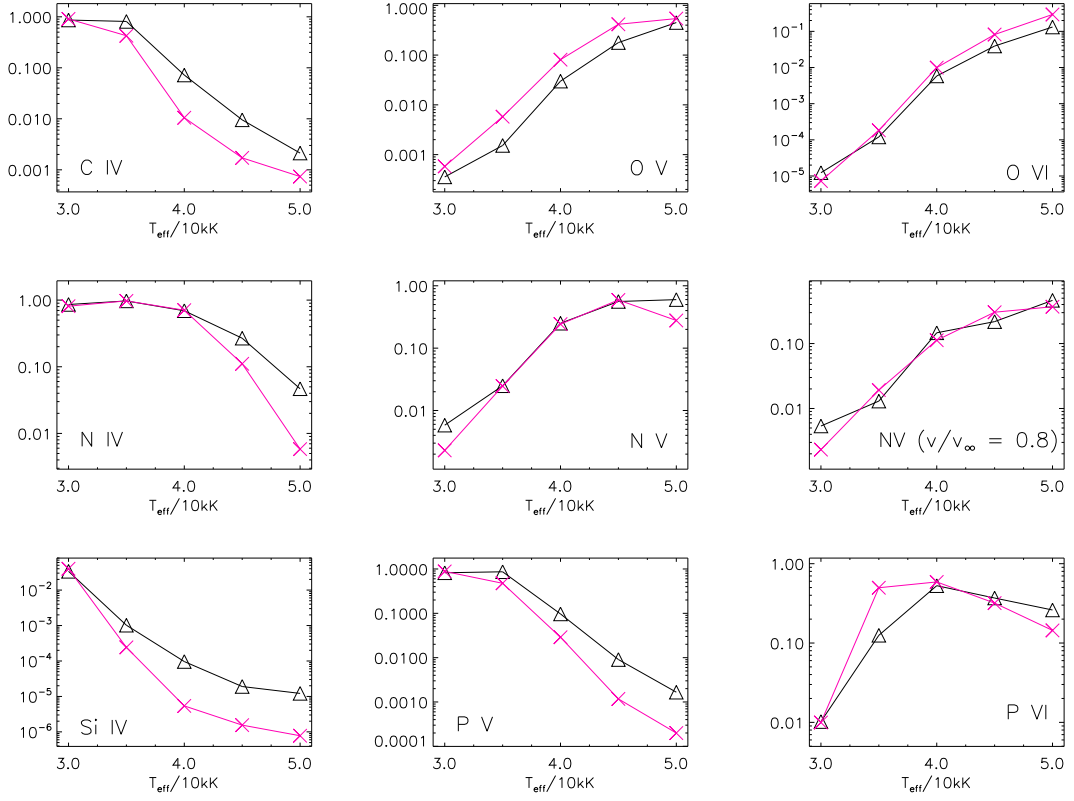 1.000
0.100
0.010
0.001
C IV
3.0 4.0 5.0
T_eff/10kK
1.000
0.100
0.010
0.001
O V
3.0 4.0 5.0
T_eff/10kK
10^-1
10^-2
10^-3
10^-4
10^-5
O VI
3.0 4.0 5.0
T_eff/10kK
1.00
0.10
0.01
N IV
3.0 4.0 5.0
T_eff/10kK
1.00
0.10
0.01
N V
3.0 4.0 5.0
T_eff/10kK
0.10
0.01
NV (v/v_∞ = 0.8)
3.0 4.0 5.0
T_eff/10kK
10^-2
10^-3
10^-4
10^-5
10^-6
Si IV
3.0 4.0 5.0
T_eff/10kK
1.0000
0.1000
0.0100
0.0010
0.0001
P V
3.0 4.0 5.0
T_eff/10kK
1.00
0.10
0.01
P VI
3.0 4.0 5.0
T_eff/10kK